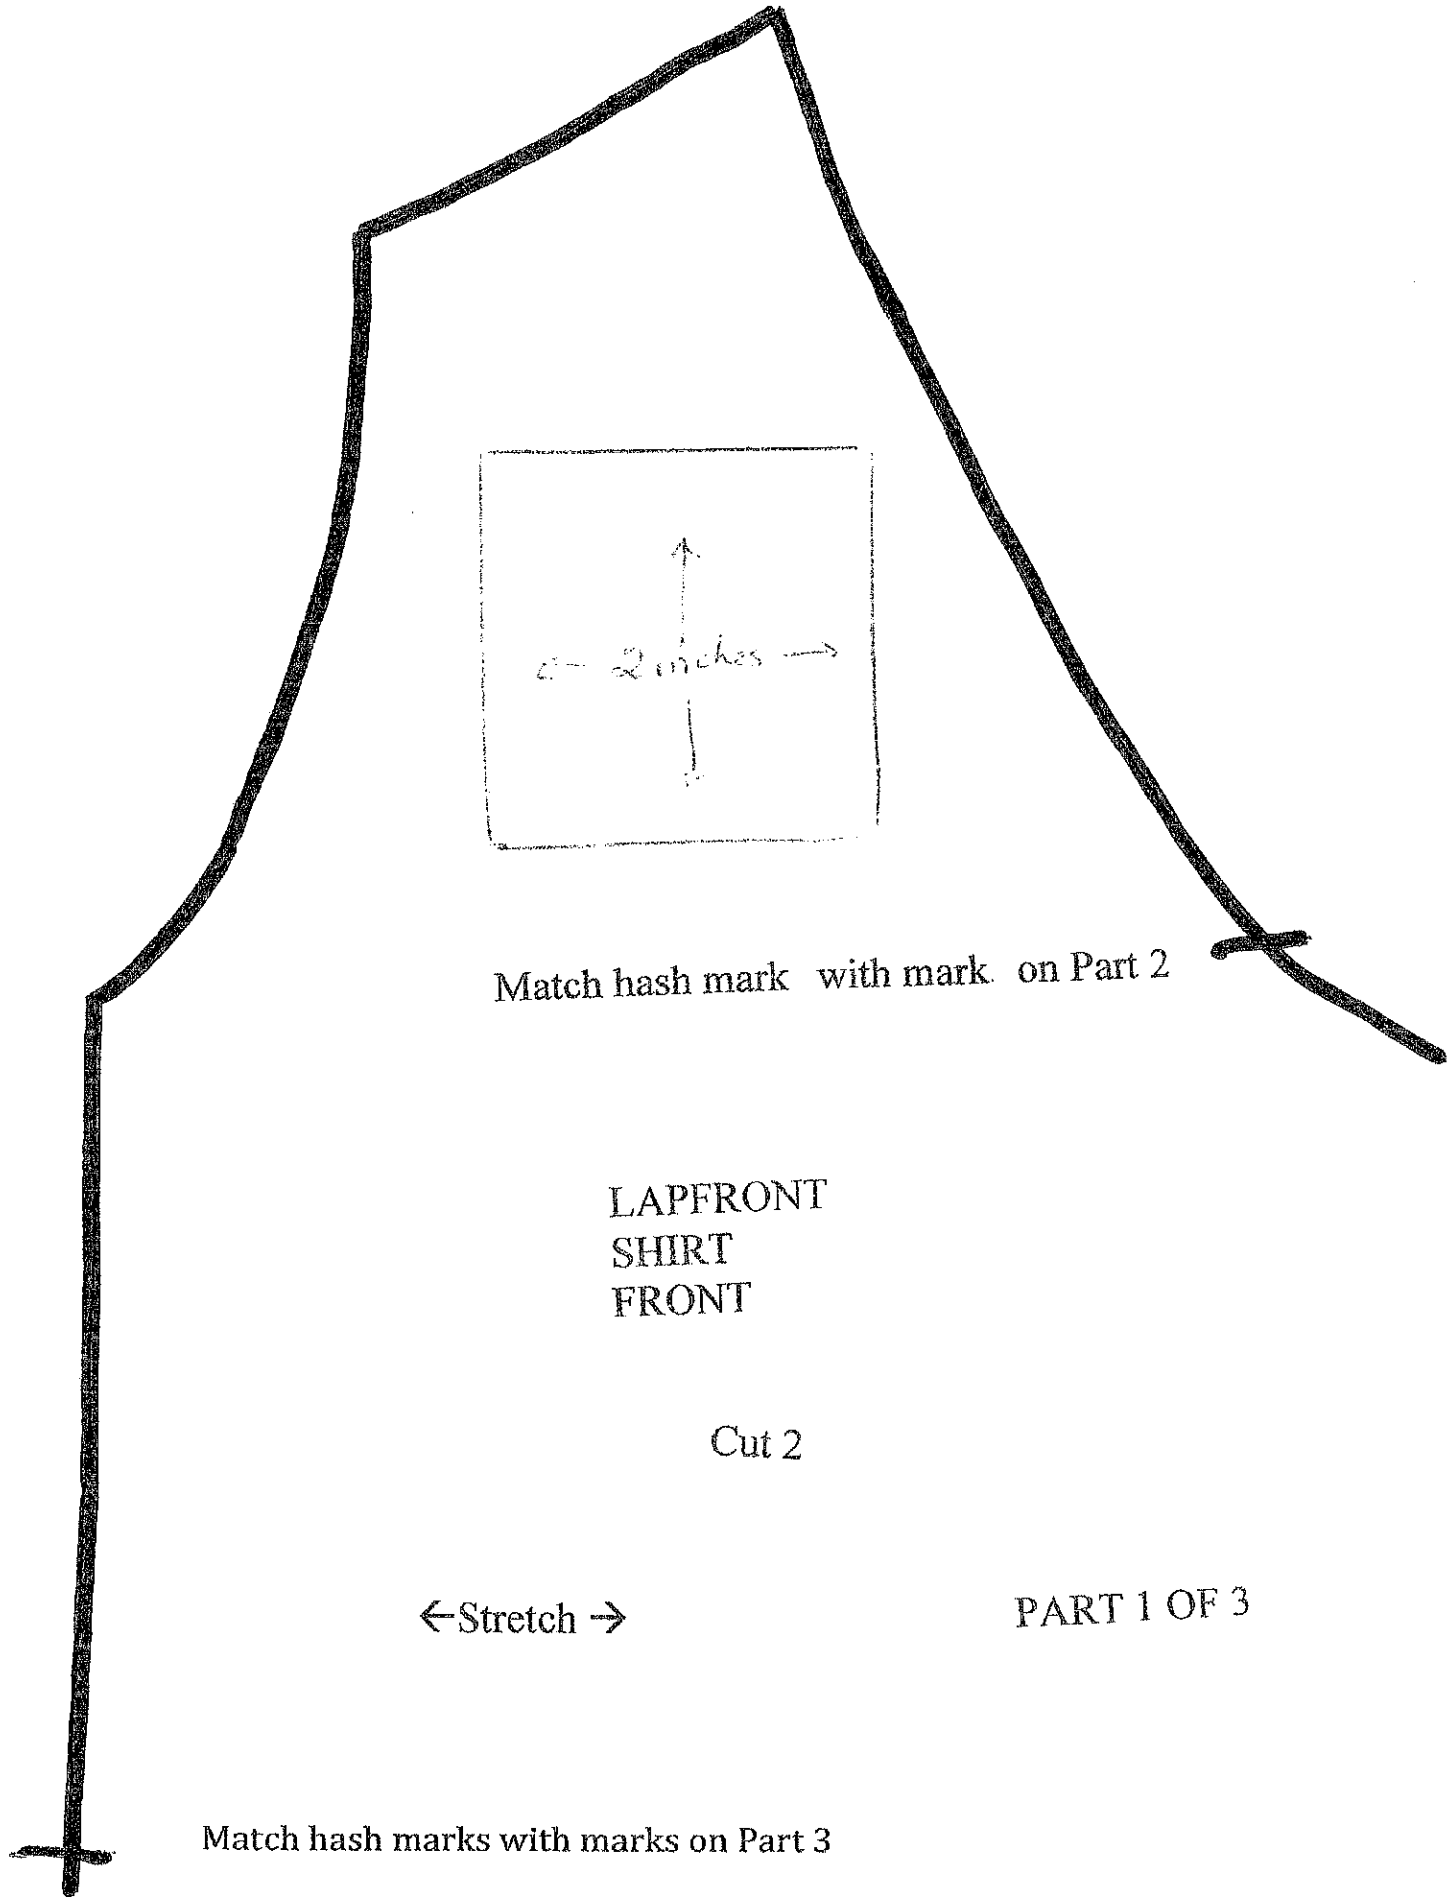 ← 2 inches →
Match hash mark with mark on Part 2
LAPFRONT
SHIRT
FRONT
Cut 2
←Stretch →
PART 1 OF 3
Match hash marks with marks on Part 3